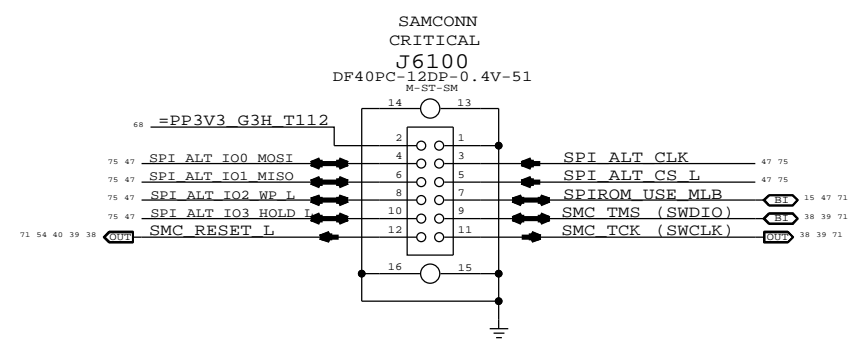 SAMCONN
CRITICAL
J6100
DF40PC-12DP-0.4V-51
M-ST-SM
14 13
68 =PP3V3_G3H_T112
2 1
75 47 SPI_ALT_IO0_MOSI 4 3 SPI_ALT_CLK 47 75
75 47 SPI_ALT_IO1_MISO 6 5 SPI_ALT_CS_L 47 75
75 47 SPI_ALT_IO2_WP_L 8 7 SPIROM_USE_MLB BI 15 47 71
75 47 SPI_ALT_IO3_HOLD_L 10 9 SMC_TMS (SWDIO) BI 38 39 71
71 54 40 39 38 OUT SMC_RESET_L 12 11 SMC_TCK (SWCLK) OUT 38 39 71
16 15